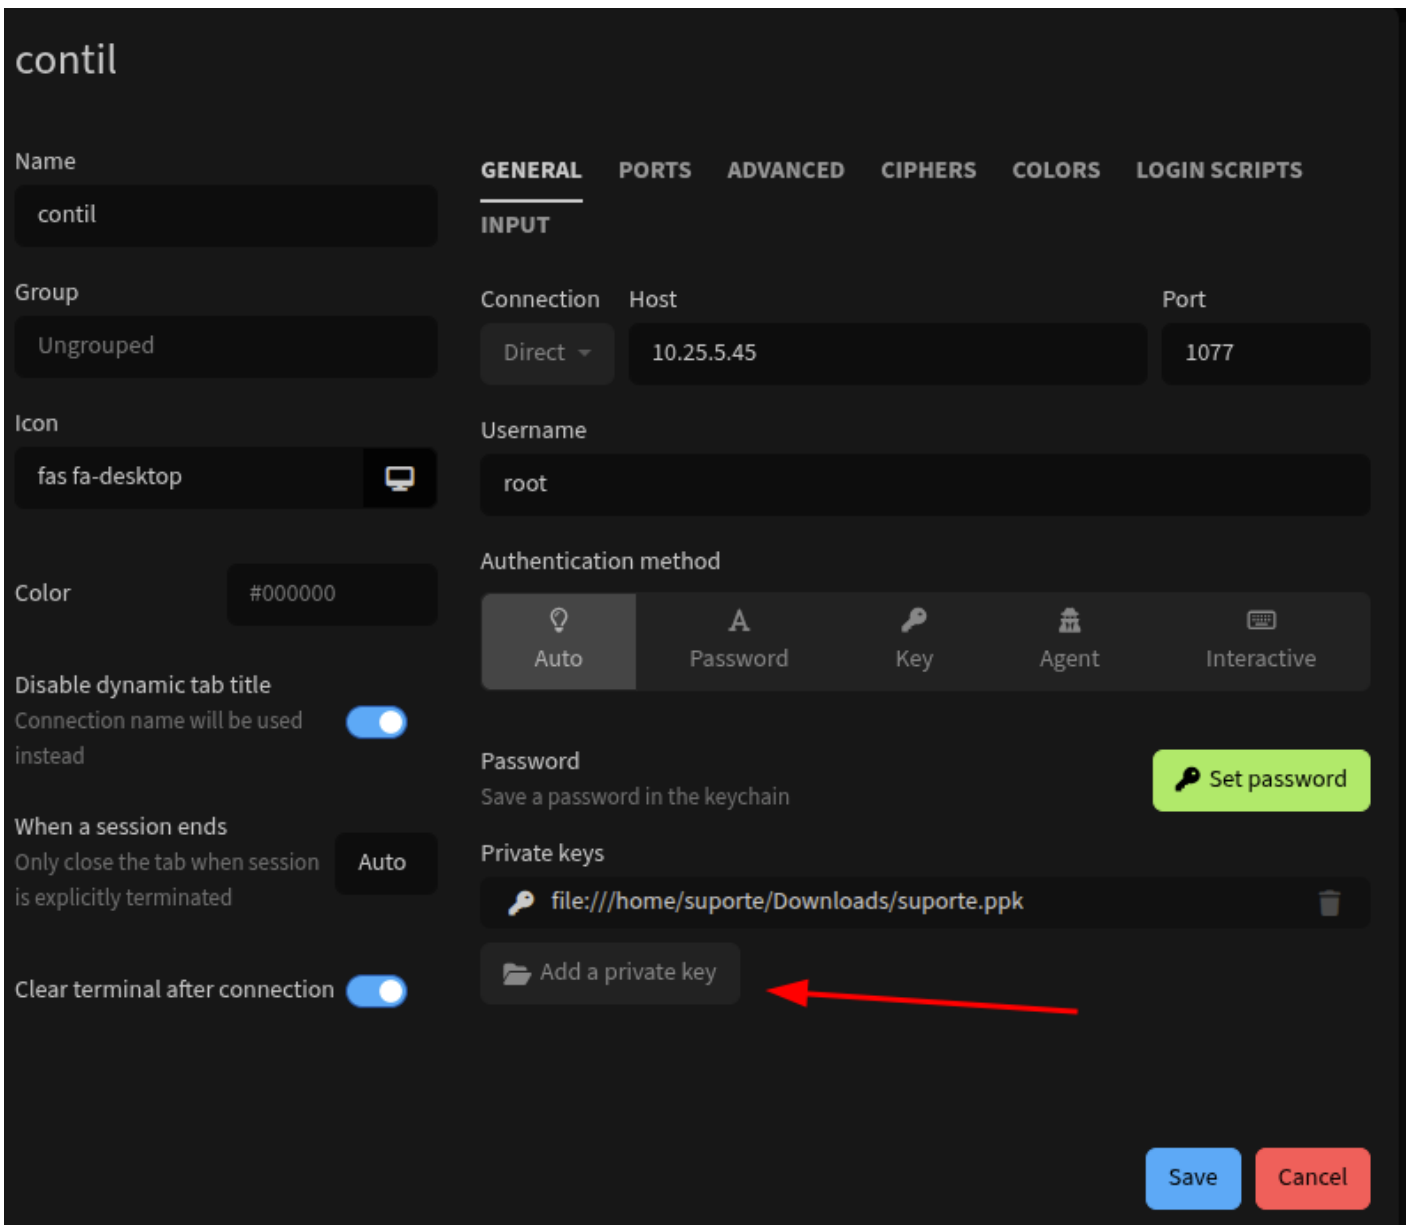 contil
Name
contil
Group
Ungrouped
Icon
fas fa-desktop
Color
#000000
Disable dynamic tab title
Connection name will be used
instead
When a session ends
Only close the tab when session
is explicitly terminated
Auto
Clear terminal after connection
GENERAL PORTS ADVANCED CIPHERS COLORS LOGIN SCRIPTS
INPUT
Connection Host Port
Direct 10.25.5.45 1077
Username
root
Authentication method
Auto Password Key Agent Interactive
Password
Save a password in the keychain
Set password
Private keys
file:///home/suporte/Downloads/suporte.ppk
Add a private key
Save Cancel